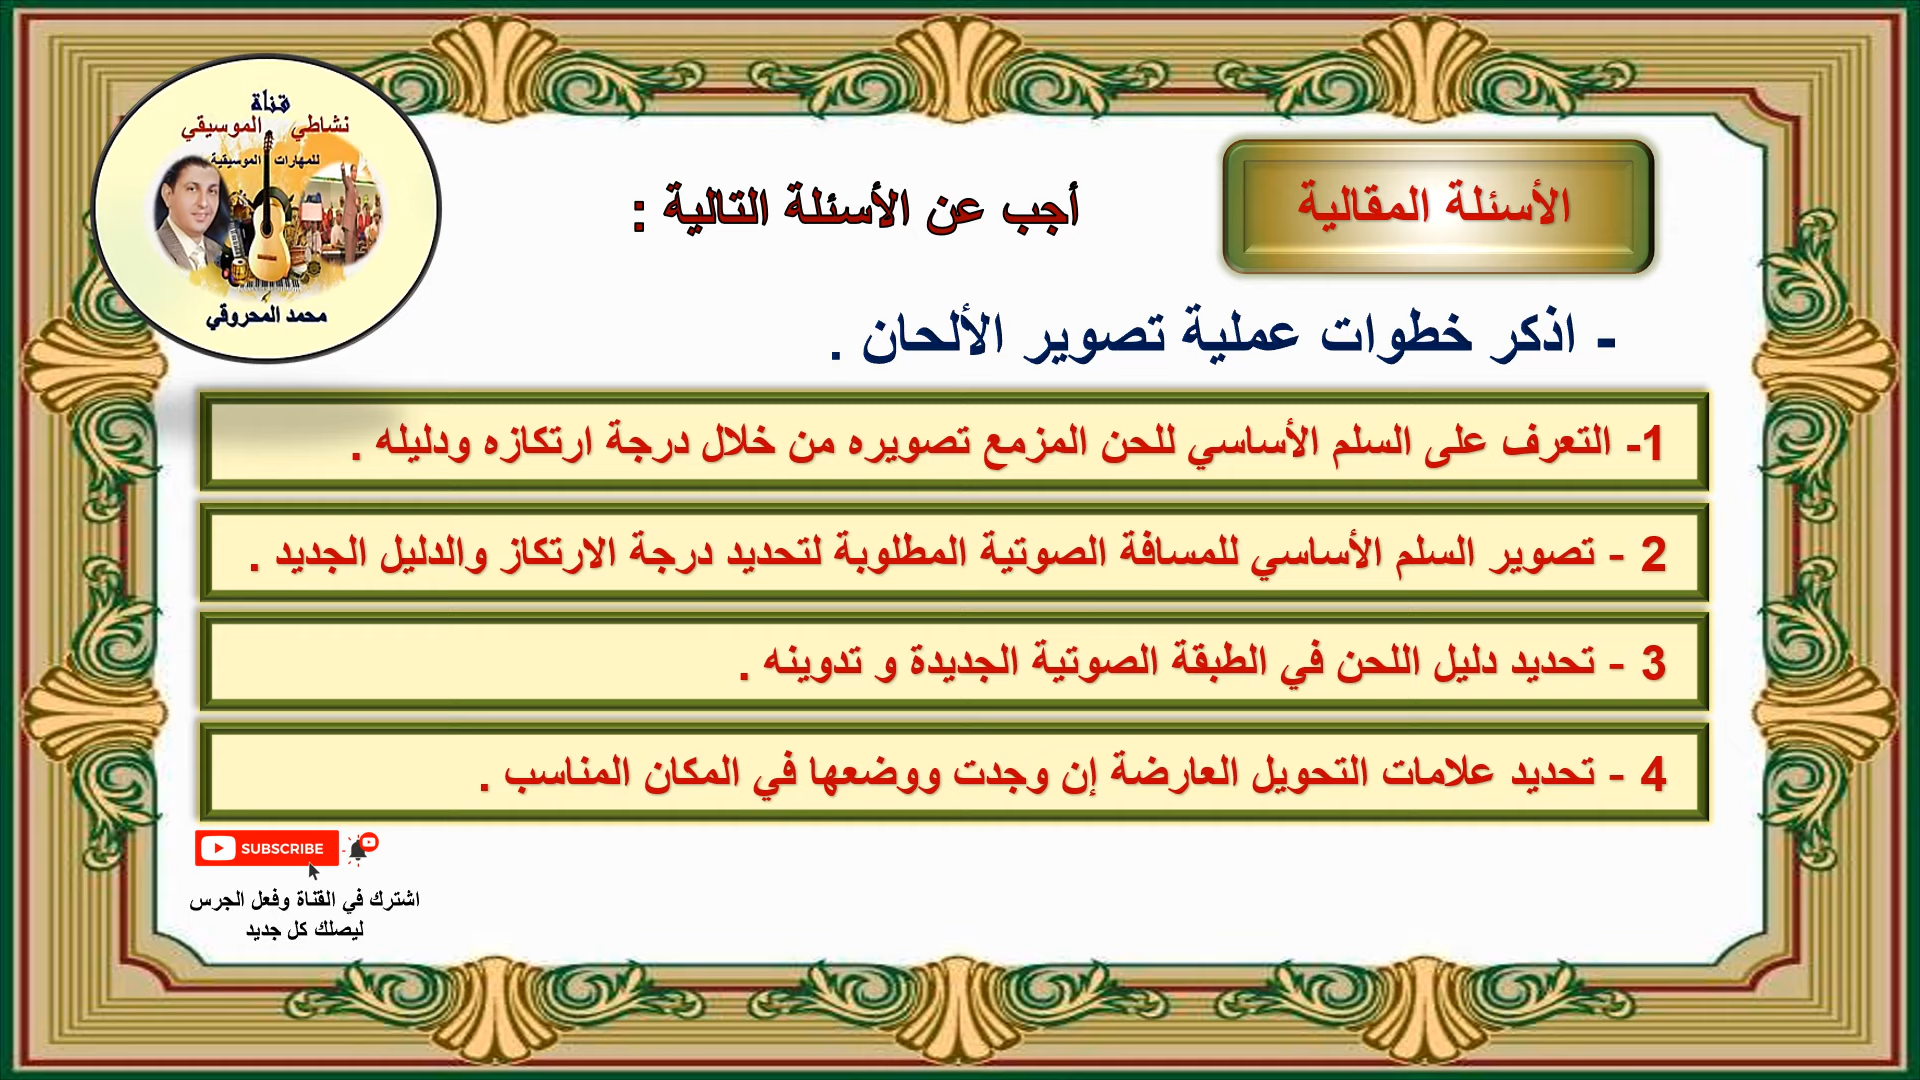 قناة
نشاطي الموسيقي
للمهارات الموسيقية
محمد المحروقي
الأسئلة المقالية
أجب عن الأسئلة التالية :
- اذكر خطوات عملية تصوير الألحان .
1- التعرف على السلم الأساسي للحن المزمع تصويره من خلال درجة ارتكازه ودليله .
2 - تصوير السلم الأساسي للمسافة الصوتية المطلوبة لتحديد درجة الارتكاز والدليل الجديد .
3 - تحديد دليل اللحن في الطبقة الصوتية الجديدة و تدوينه .
4 - تحديد علامات التحويل العارضة إن وجدت ووضعها في المكان المناسب .
SUBSCRIBE
اشترك في القناة وفعل الجرس
ليصلك كل جديد